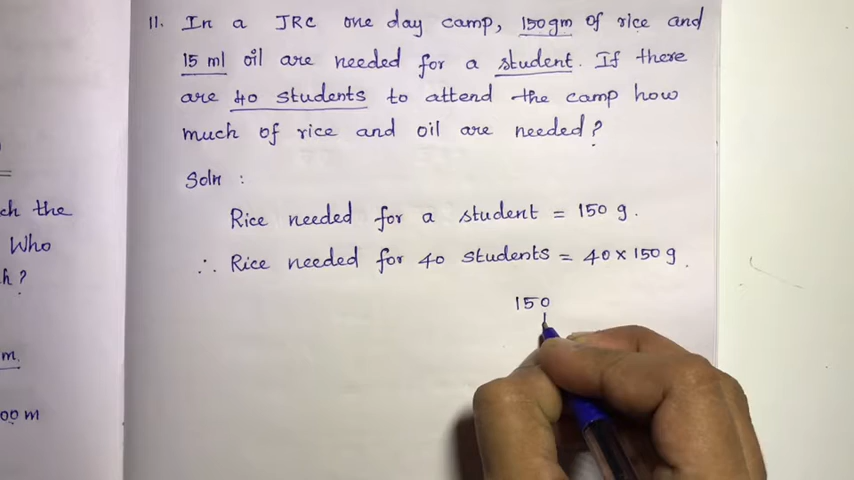 11. In a JRC one day camp, 150gm of rice and
15 ml oil are needed for a student. If there
are 40 students to attend the camp how
much of rice and oil are needed?
Soln :
ch the
Rice needed for a student = 150 g.
Who
∴ Rice needed for 40 students = 40 × 150 g.
h?
150
m.
00 m